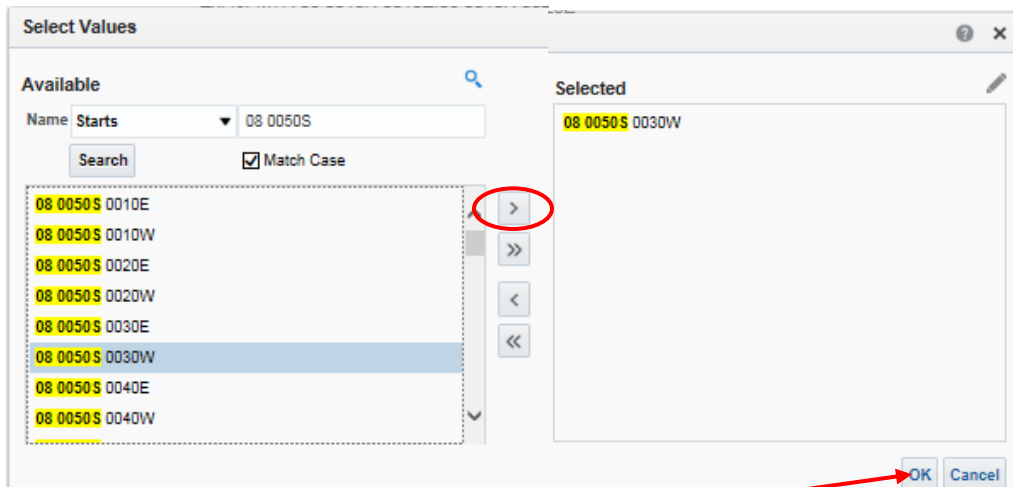 Select Values
Available
Name Starts 08 0050S
Search Match Case
08 0050S 0010E
08 0050S 0010W
08 0050S 0020E
08 0050S 0020W
08 0050S 0030E
08 0050S 0030W
08 0050S 0040E
08 0050S 0040W
>
>>
<
<<
Selected
08 0050S 0030W
OK Cancel